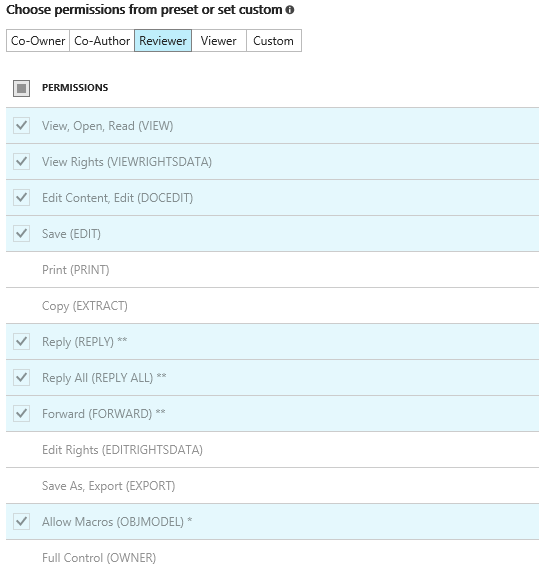 Choose permissions from preset or set custom
Co-Owner Co-Author Reviewer Viewer Custom
PERMISSIONS
View, Open, Read (VIEW)
View Rights (VIEWRIGHTSDATA)
Edit Content, Edit (DOCEDIT)
Save (EDIT)
Print (PRINT)
Copy (EXTRACT)
Reply (REPLY) **
Reply All (REPLY ALL) **
Forward (FORWARD) **
Edit Rights (EDITRIGHTSDATA)
Save As, Export (EXPORT)
Allow Macros (OBJMODEL) *
Full Control (OWNER)